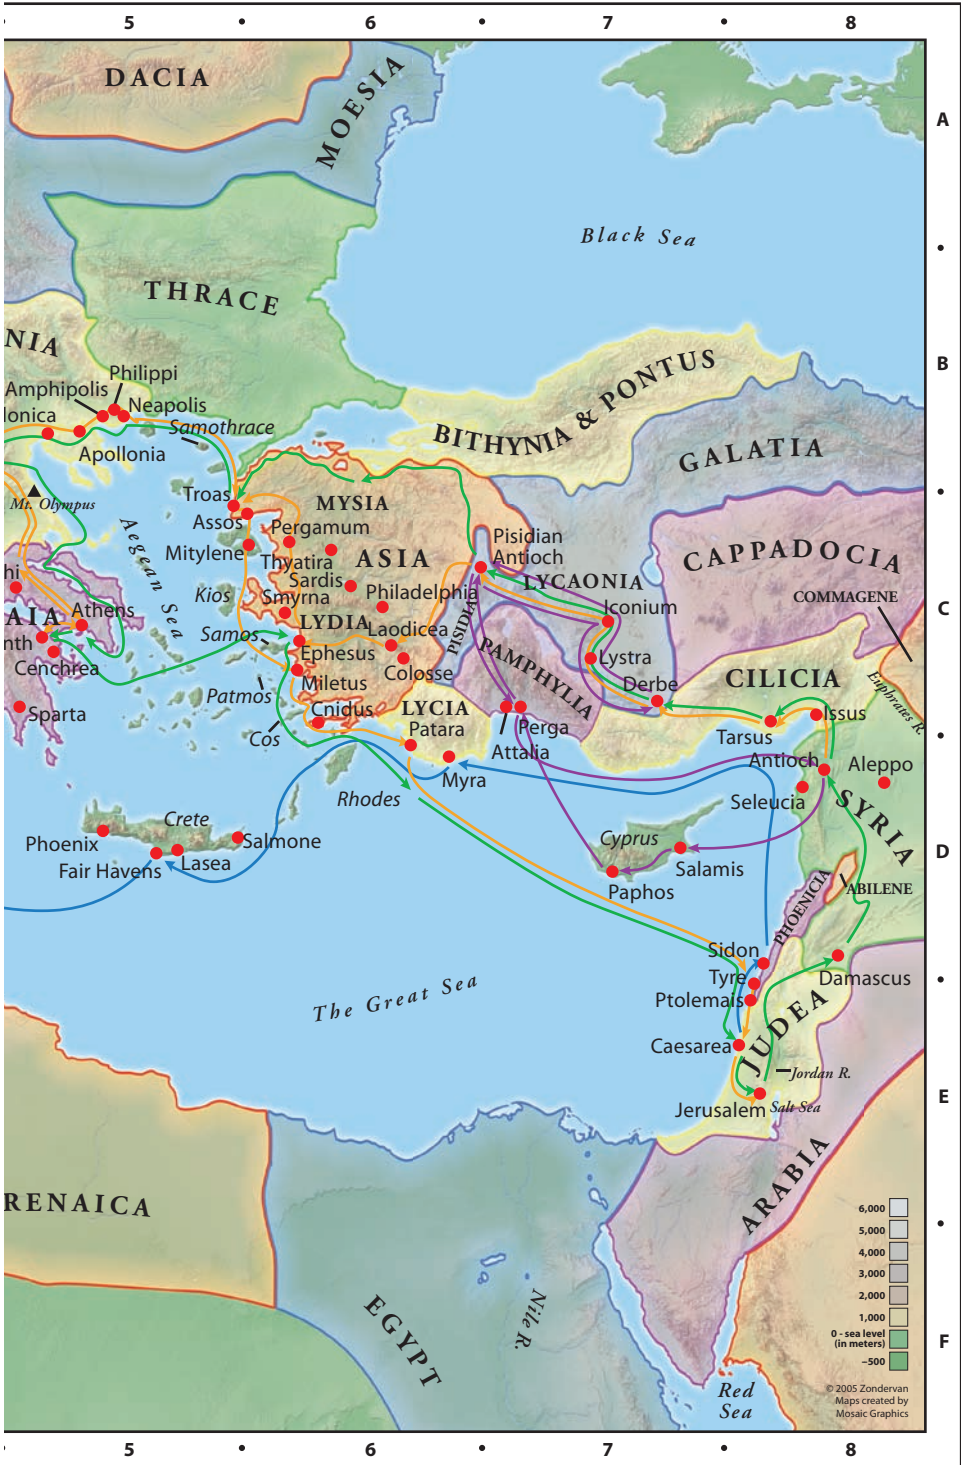 5 • 6 • 7 • 8
DACIA
MOESIA
A
Black Sea
•
THRACE
NIA
B
Philippi
Amphipolis
Neapolis
lonica
Samothrace
Apollonia
BITHYNIA & PONTUS
GALATIA
Troas
•
Mt. Olympus
Assos
MYSIA
Aegean Sea
Pergamum
Mitylene
ASIA
Pisidian
Antioch
CAPPADOCIA
Thyatira
hi
Sardis
LYCAONIA
Kios
Philadelphia
COMMAGENE
AIA
Athens
Smyrna
Iconium
C
LYDIA
Laodicea
PISIDIA
nth
Samos
Ephesus
PAMPHYLIA
Lystra
Cenchrea
Colosse
Miletus
Derbe
CILICIA
Euphrates R.
Patmos
Sparta
Cnidus
LYCIA
Issus
Cos
Patara
Perga
Tarsus
•
Attalia
Antioch
Aleppo
Myra
Rhodes
Seleucia
SYRIA
Crete
Phoenix
Salmone
Cyprus
D
Fair Havens
Lasea
Salamis
Paphos
PHOENICIA
ABILENE
Sidon
The Great Sea
Tyre
Damascus
•
Ptolemais
JUDEA
Caesarea
Jordan R.
Jerusalem
Salt Sea
E
ARABIA
RENAICA
6,000
5,000
•
4,000
3,000
2,000
EGYPT
Nile R.
1,000
0 - sea level
(in meters)
F
–500
Red
Sea
© 2005 Zondervan
Maps created by
Mosaic Graphics
5 • 6 • 7 • 8